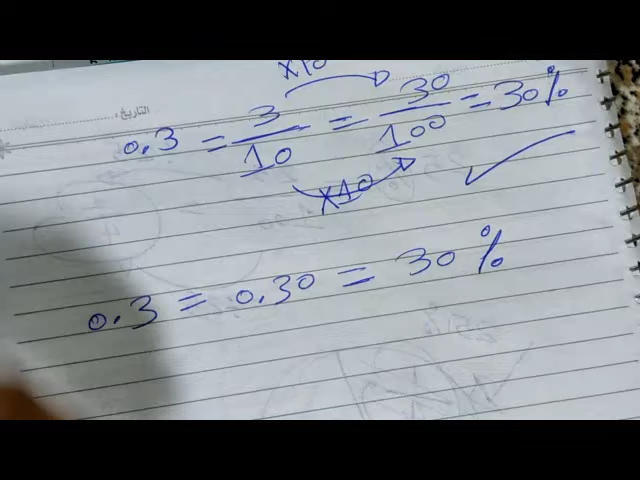 التاريخ:
x10
0.3 = 3/10 = 30/100 = 30%
x10
0.3 = 0.30 = 30%